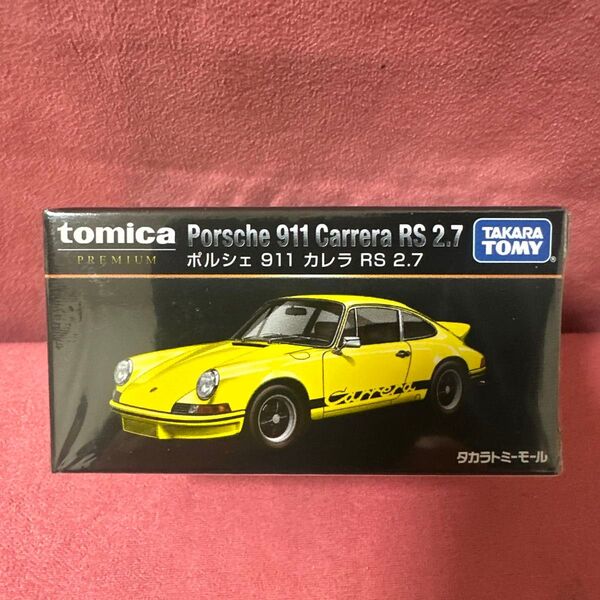 tomica
PREMIUM
Porsche 911 Carrera RS 2.7
ポルシェ 911 カレラ RS 2.7
TAKARA
TOMY®
Carrera
タカラトミーモール